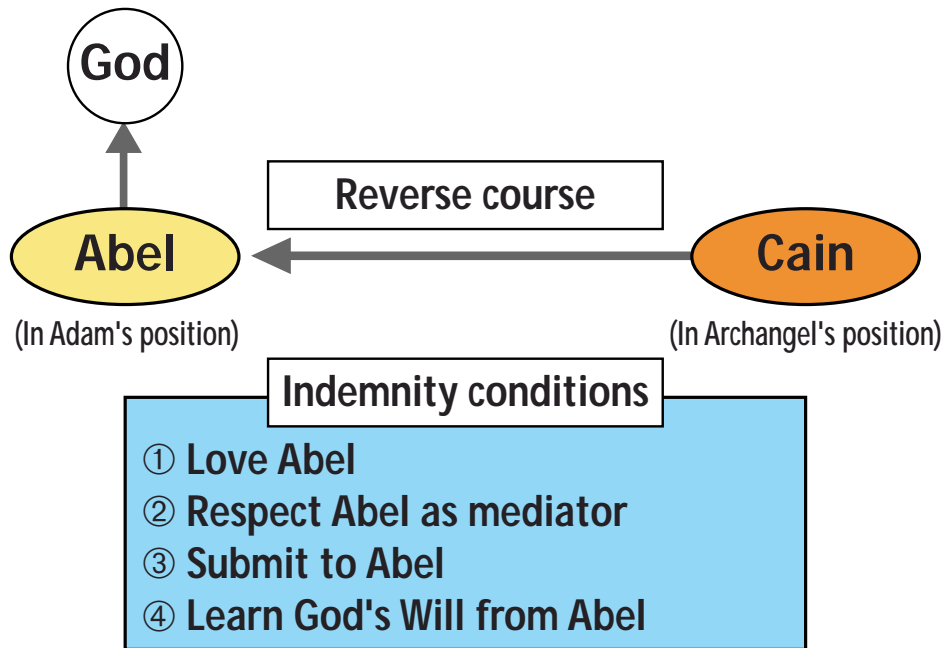 God
Reverse course
Abel
Cain
(In Adam's position)
(In Archangel's position)
Indemnity conditions
① Love Abel
② Respect Abel as mediator
③ Submit to Abel
④ Learn God's Will from Abel